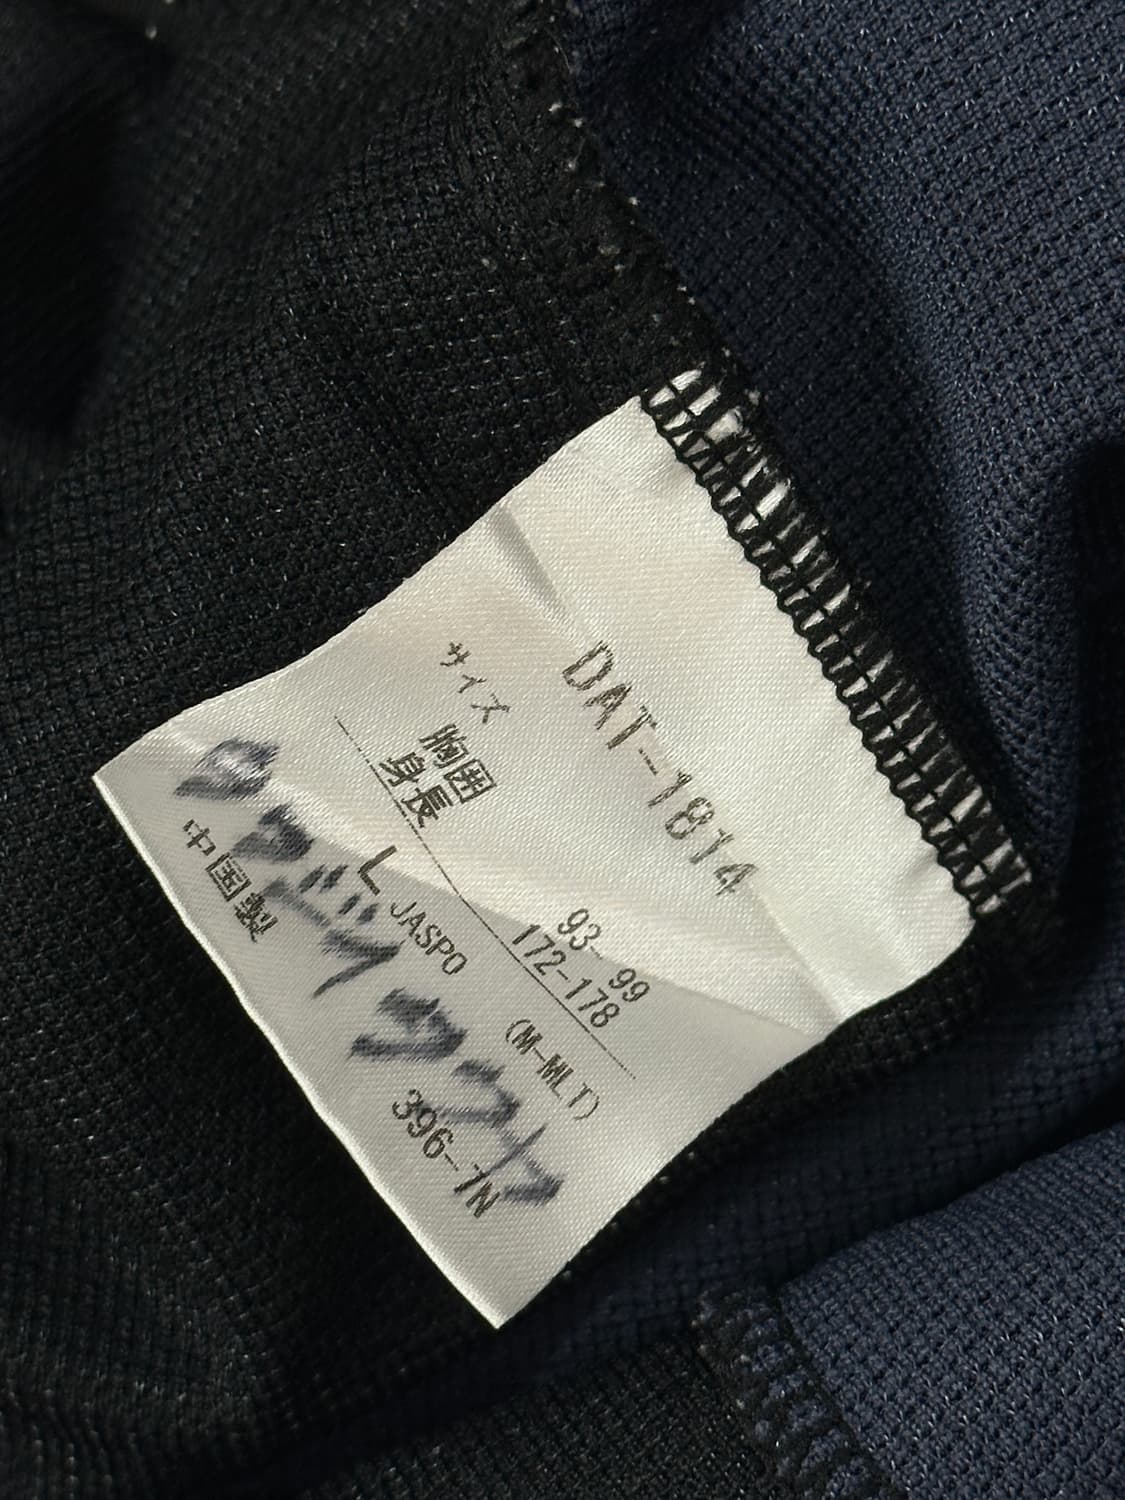 DAT-1814
サイズ 胸囲 93-99
身長 172-178
L JASPO (M-MLT)
中国製 396-7N